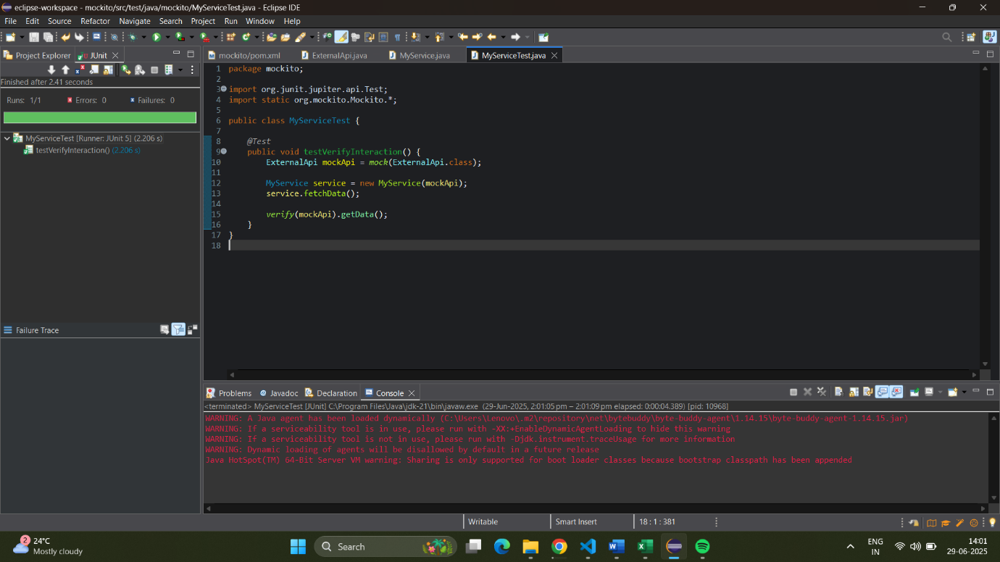 eclipse-workspace - mockito/src/test/java/mockito/MyServiceTest.java - Eclipse IDE
File Edit Source Refactor Navigate Search Project Run Window Help
Project Explorer JUnit
mockito/pom.xml ExternalApi.java MyService.java MyServiceTest.java
Finished after 2.41 seconds
Runs: 1/1 Errors: 0 Failures: 0
MyServiceTest [Runner: JUnit 5] (2.206 s)
testVerifyInteraction() (2.206 s)
Failure Trace
1 package mockito;
2
3 import org.junit.jupiter.api.Test;
4 import static org.mockito.Mockito.*;
5
6 public class MyServiceTest {
7
8 @Test
9 public void testVerifyInteraction() {
10 ExternalApi mockApi = mock(ExternalApi.class);
11
12 MyService service = new MyService(mockApi);
13 service.fetchData();
14
15 verify(mockApi).getData();
16 }
17 }
18
Problems Javadoc Declaration Console
<terminated> MyServiceTest [JUnit] C:\Program Files\Java\jdk-21\bin\javaw.exe (29-Jun-2025, 2:01:05 pm – 2:01:09 pm elapsed: 0:00:04.389) [pid: 10968]
WARNING: A Java agent has been loaded dynamically (C:\Users\Lenovo\.m2\repository\net\bytebuddy\byte-buddy-agent\1.14.15\byte-buddy-agent-1.14.15.jar)
WARNING: If a serviceability tool is in use, please run with -XX:+EnableDynamicAgentLoading to hide this warning
WARNING: If a serviceability tool is not in use, please run with -Djdk.instrument.traceUsage for more information
WARNING: Dynamic loading of agents will be disallowed by default in a future release
Java HotSpot(TM) 64-Bit Server VM warning: Sharing is only supported for boot loader classes because bootstrap classpath has been appended
Writable Smart Insert 18 : 1 : 381
2
24°C
Mostly cloudy
Search
ENG
IN
14:01
29-06-2025